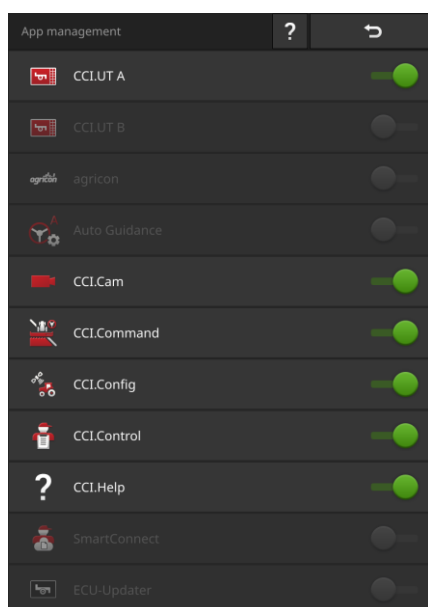 App management
?
CCI.UT A
CCI.UT B
agricon agricon
A
Auto Guidance
CCI.Cam
CCI.Command
CCI.Config
CCI.Control
? CCI.Help
SmartConnect
ECU-Updater